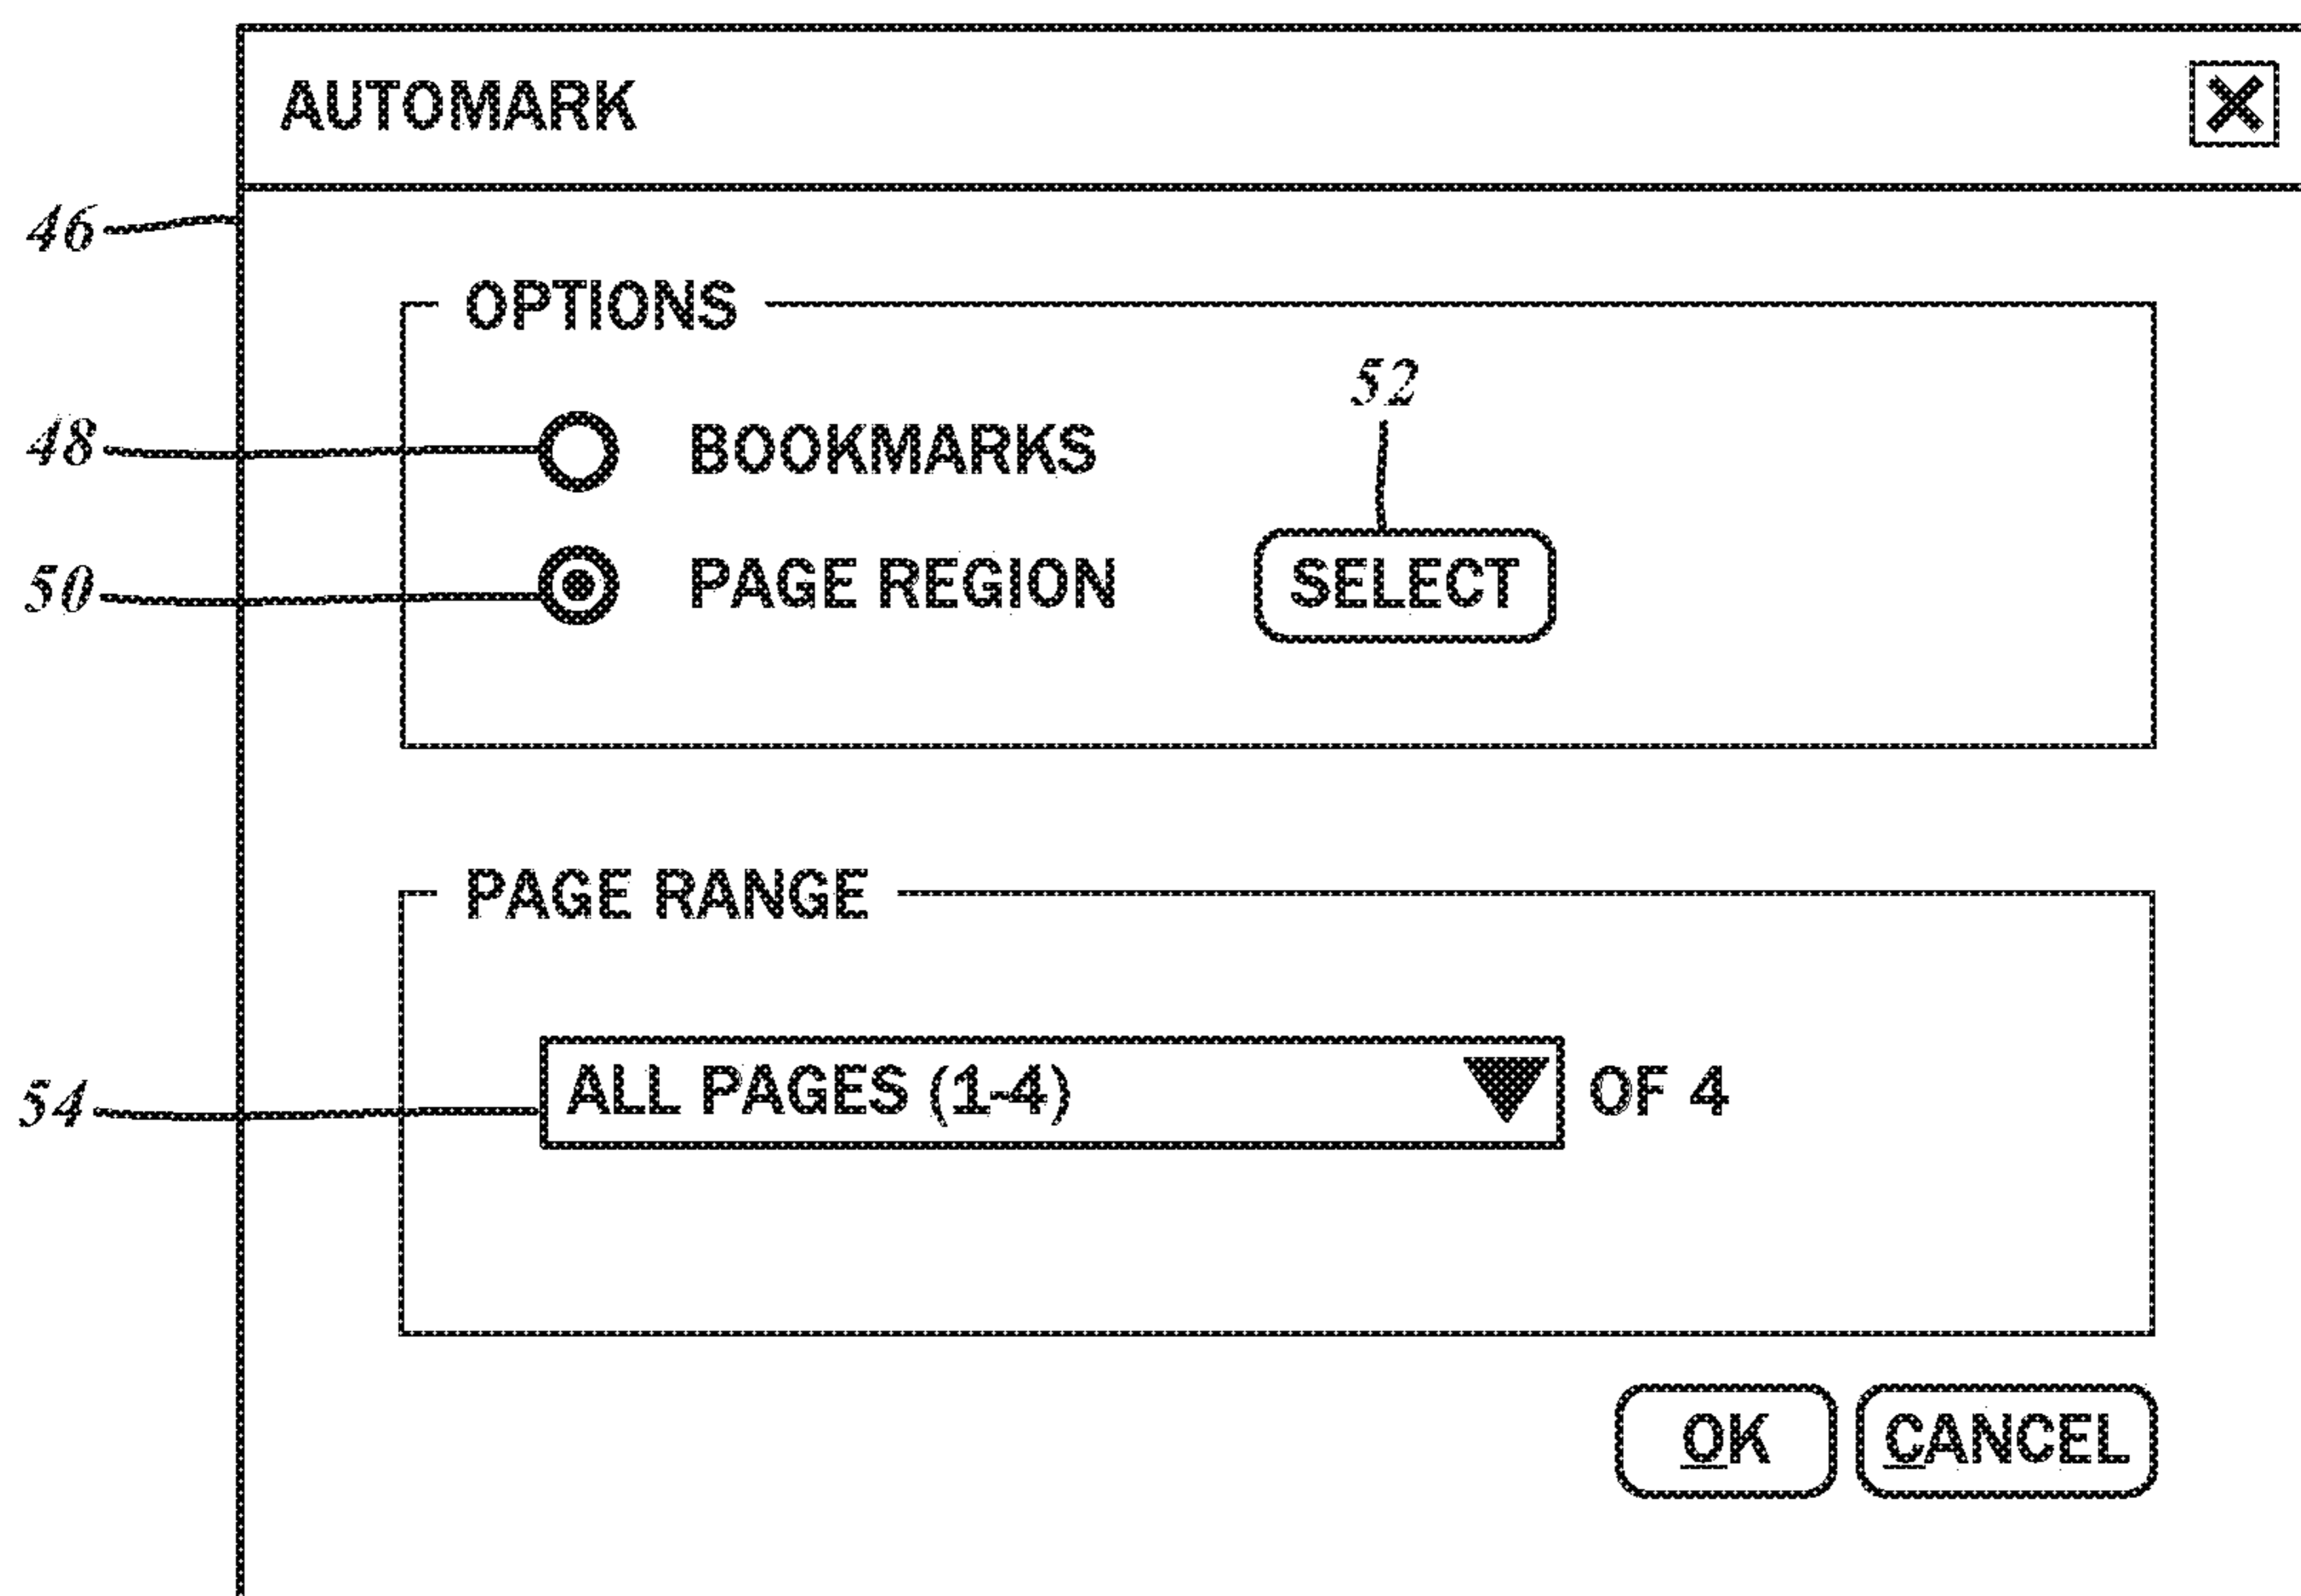 AUTOMARK
46
OPTIONS
52
48 BOOKMARKS
50 PAGE REGION SELECT
PAGE RANGE
54 ALL PAGES (1-4) OF 4
OK CANCEL